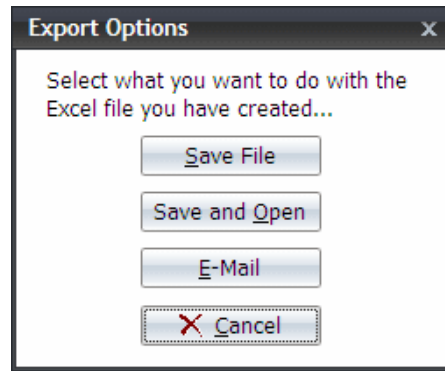 Export Options x
Select what you want to do with the
Excel file you have created...
Save File
Save and Open
E-Mail
Cancel